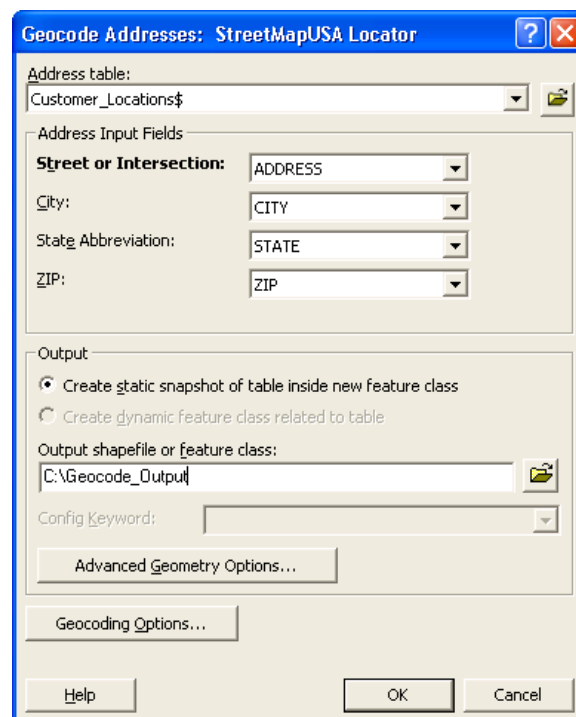 Geocode Addresses: StreetMapUSA Locator
Address table:
Customer_Locations$
Address Input Fields
Street or Intersection: ADDRESS
City: CITY
State Abbreviation: STATE
ZIP: ZIP
Output
Create static snapshot of table inside new feature class
Create dynamic feature class related to table
Output shapefile or feature class:
C:\Geocode_Output
Config Keyword:
Advanced Geometry Options...
Geocoding Options...
Help OK Cancel